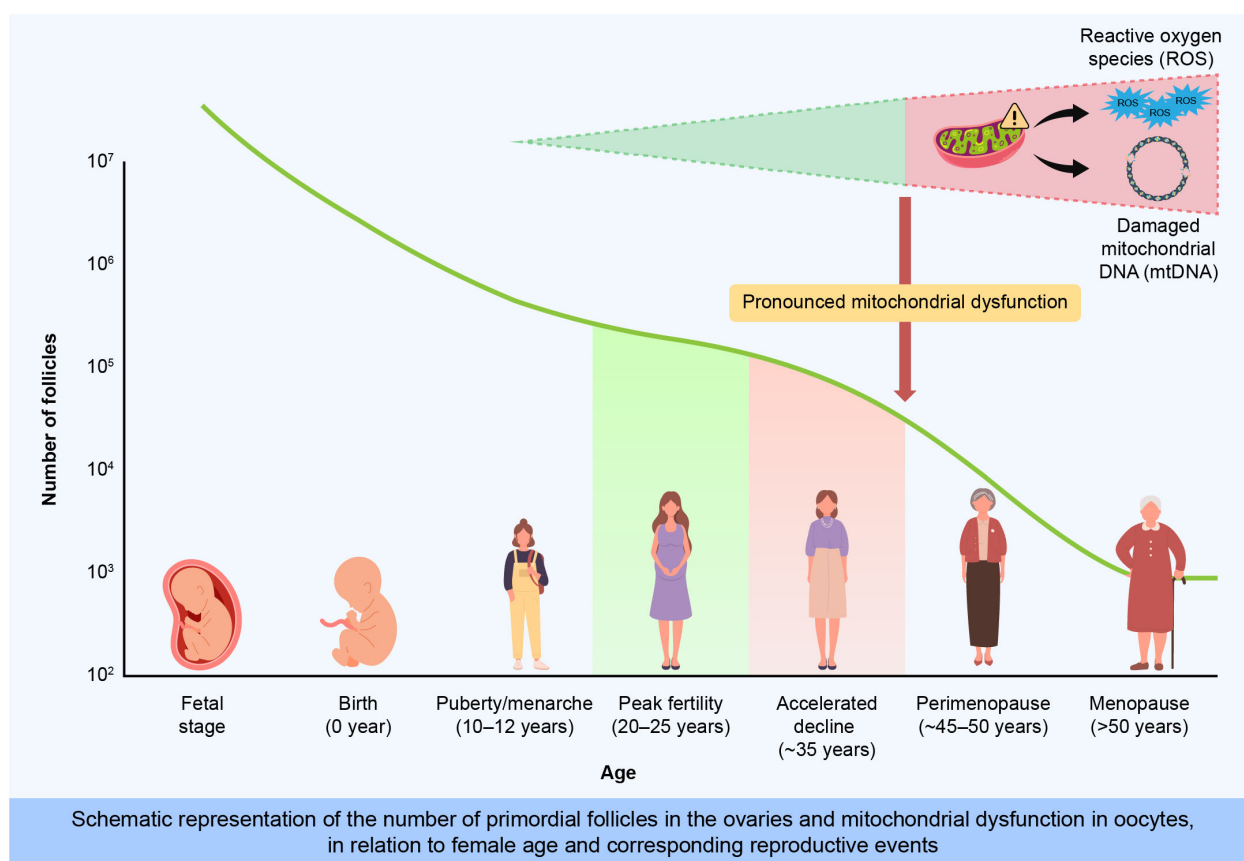 Reactive oxygen
species (ROS)
ROS
ROS
ROS
Damaged
mitochondrial
DNA (mtDNA)
Pronounced mitochondrial dysfunction
Number of follicles
10⁷
10⁶
10⁵
10⁴
10³
10²
Fetal
stage
Birth
(0 year)
Puberty/menarche
(10–12 years)
Peak fertility
(20–25 years)
Accelerated
decline
(~35 years)
Perimenopause
(~45–50 years)
Menopause
(>50 years)
Age
Schematic representation of the number of primordial follicles in the ovaries and mitochondrial dysfunction in oocytes,
in relation to female age and corresponding reproductive events